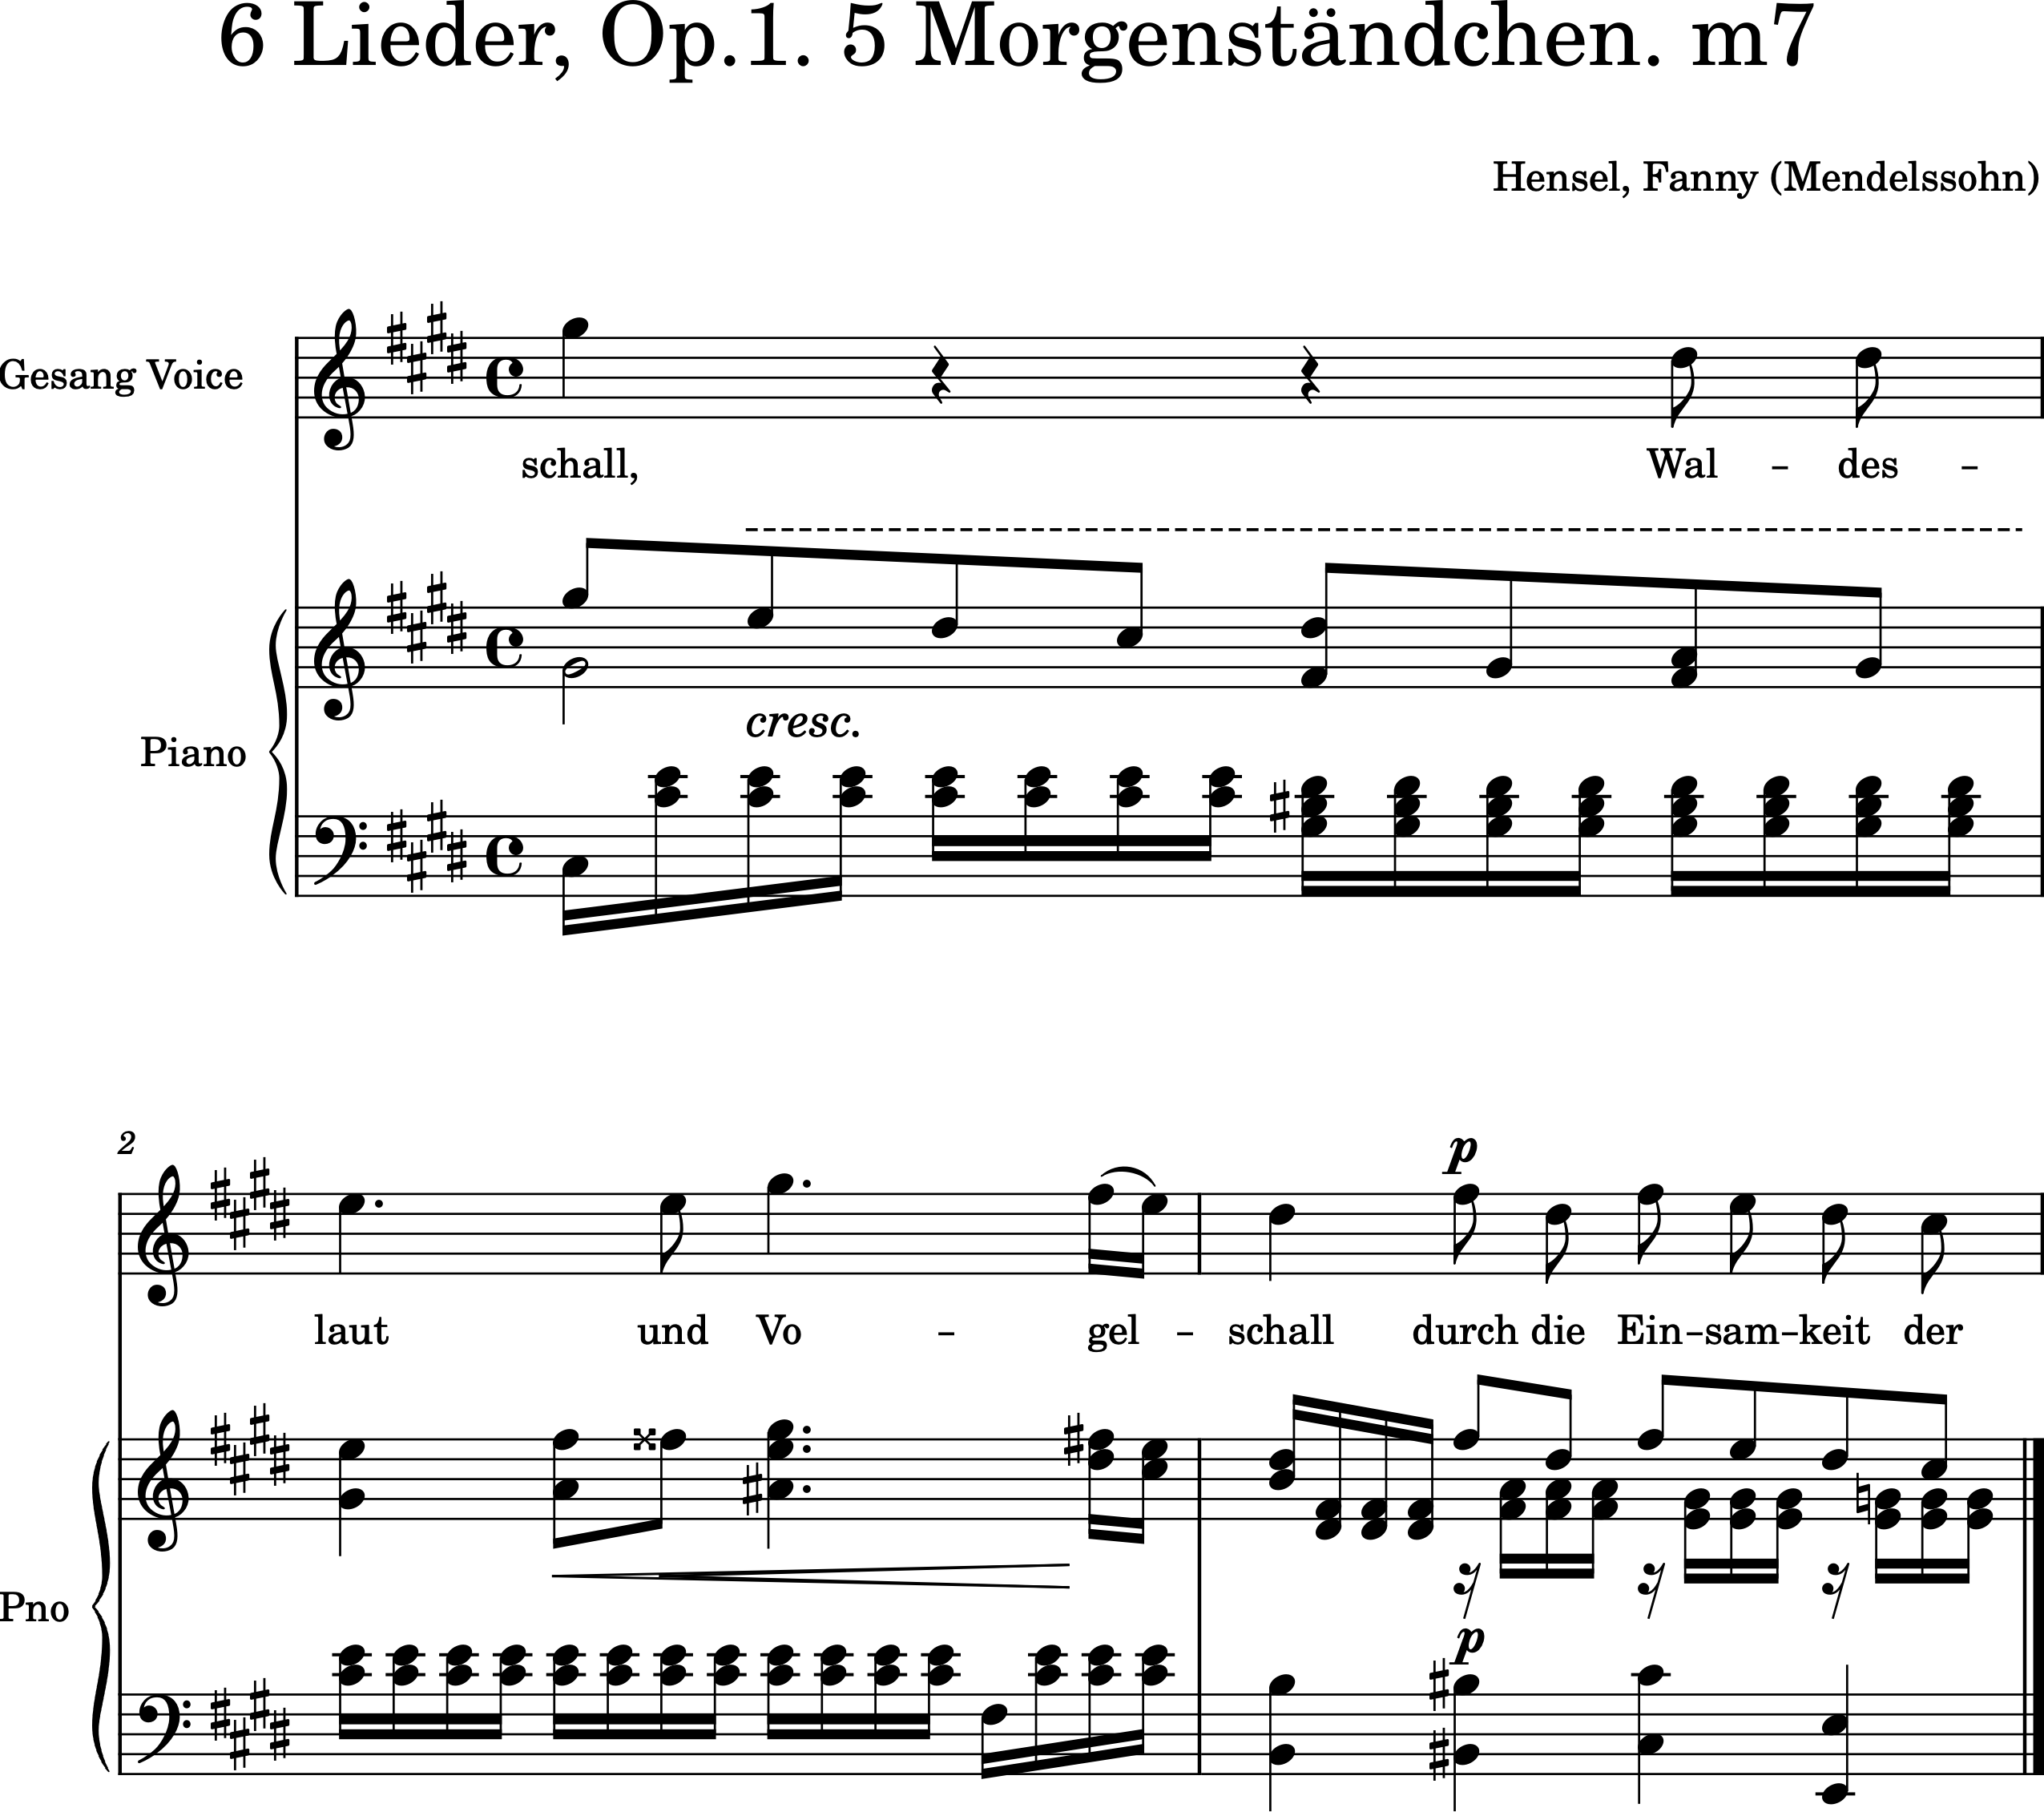 6 Lieder, Op.1. 5 Morgenständchen. m7
Hensel, Fanny (Mendelssohn)
Gesang Voice
schall, Wal - des -
cresc.
Piano
2
p
laut und Vo - gel - schall durch die Ein-sam-keit der
Pno
p